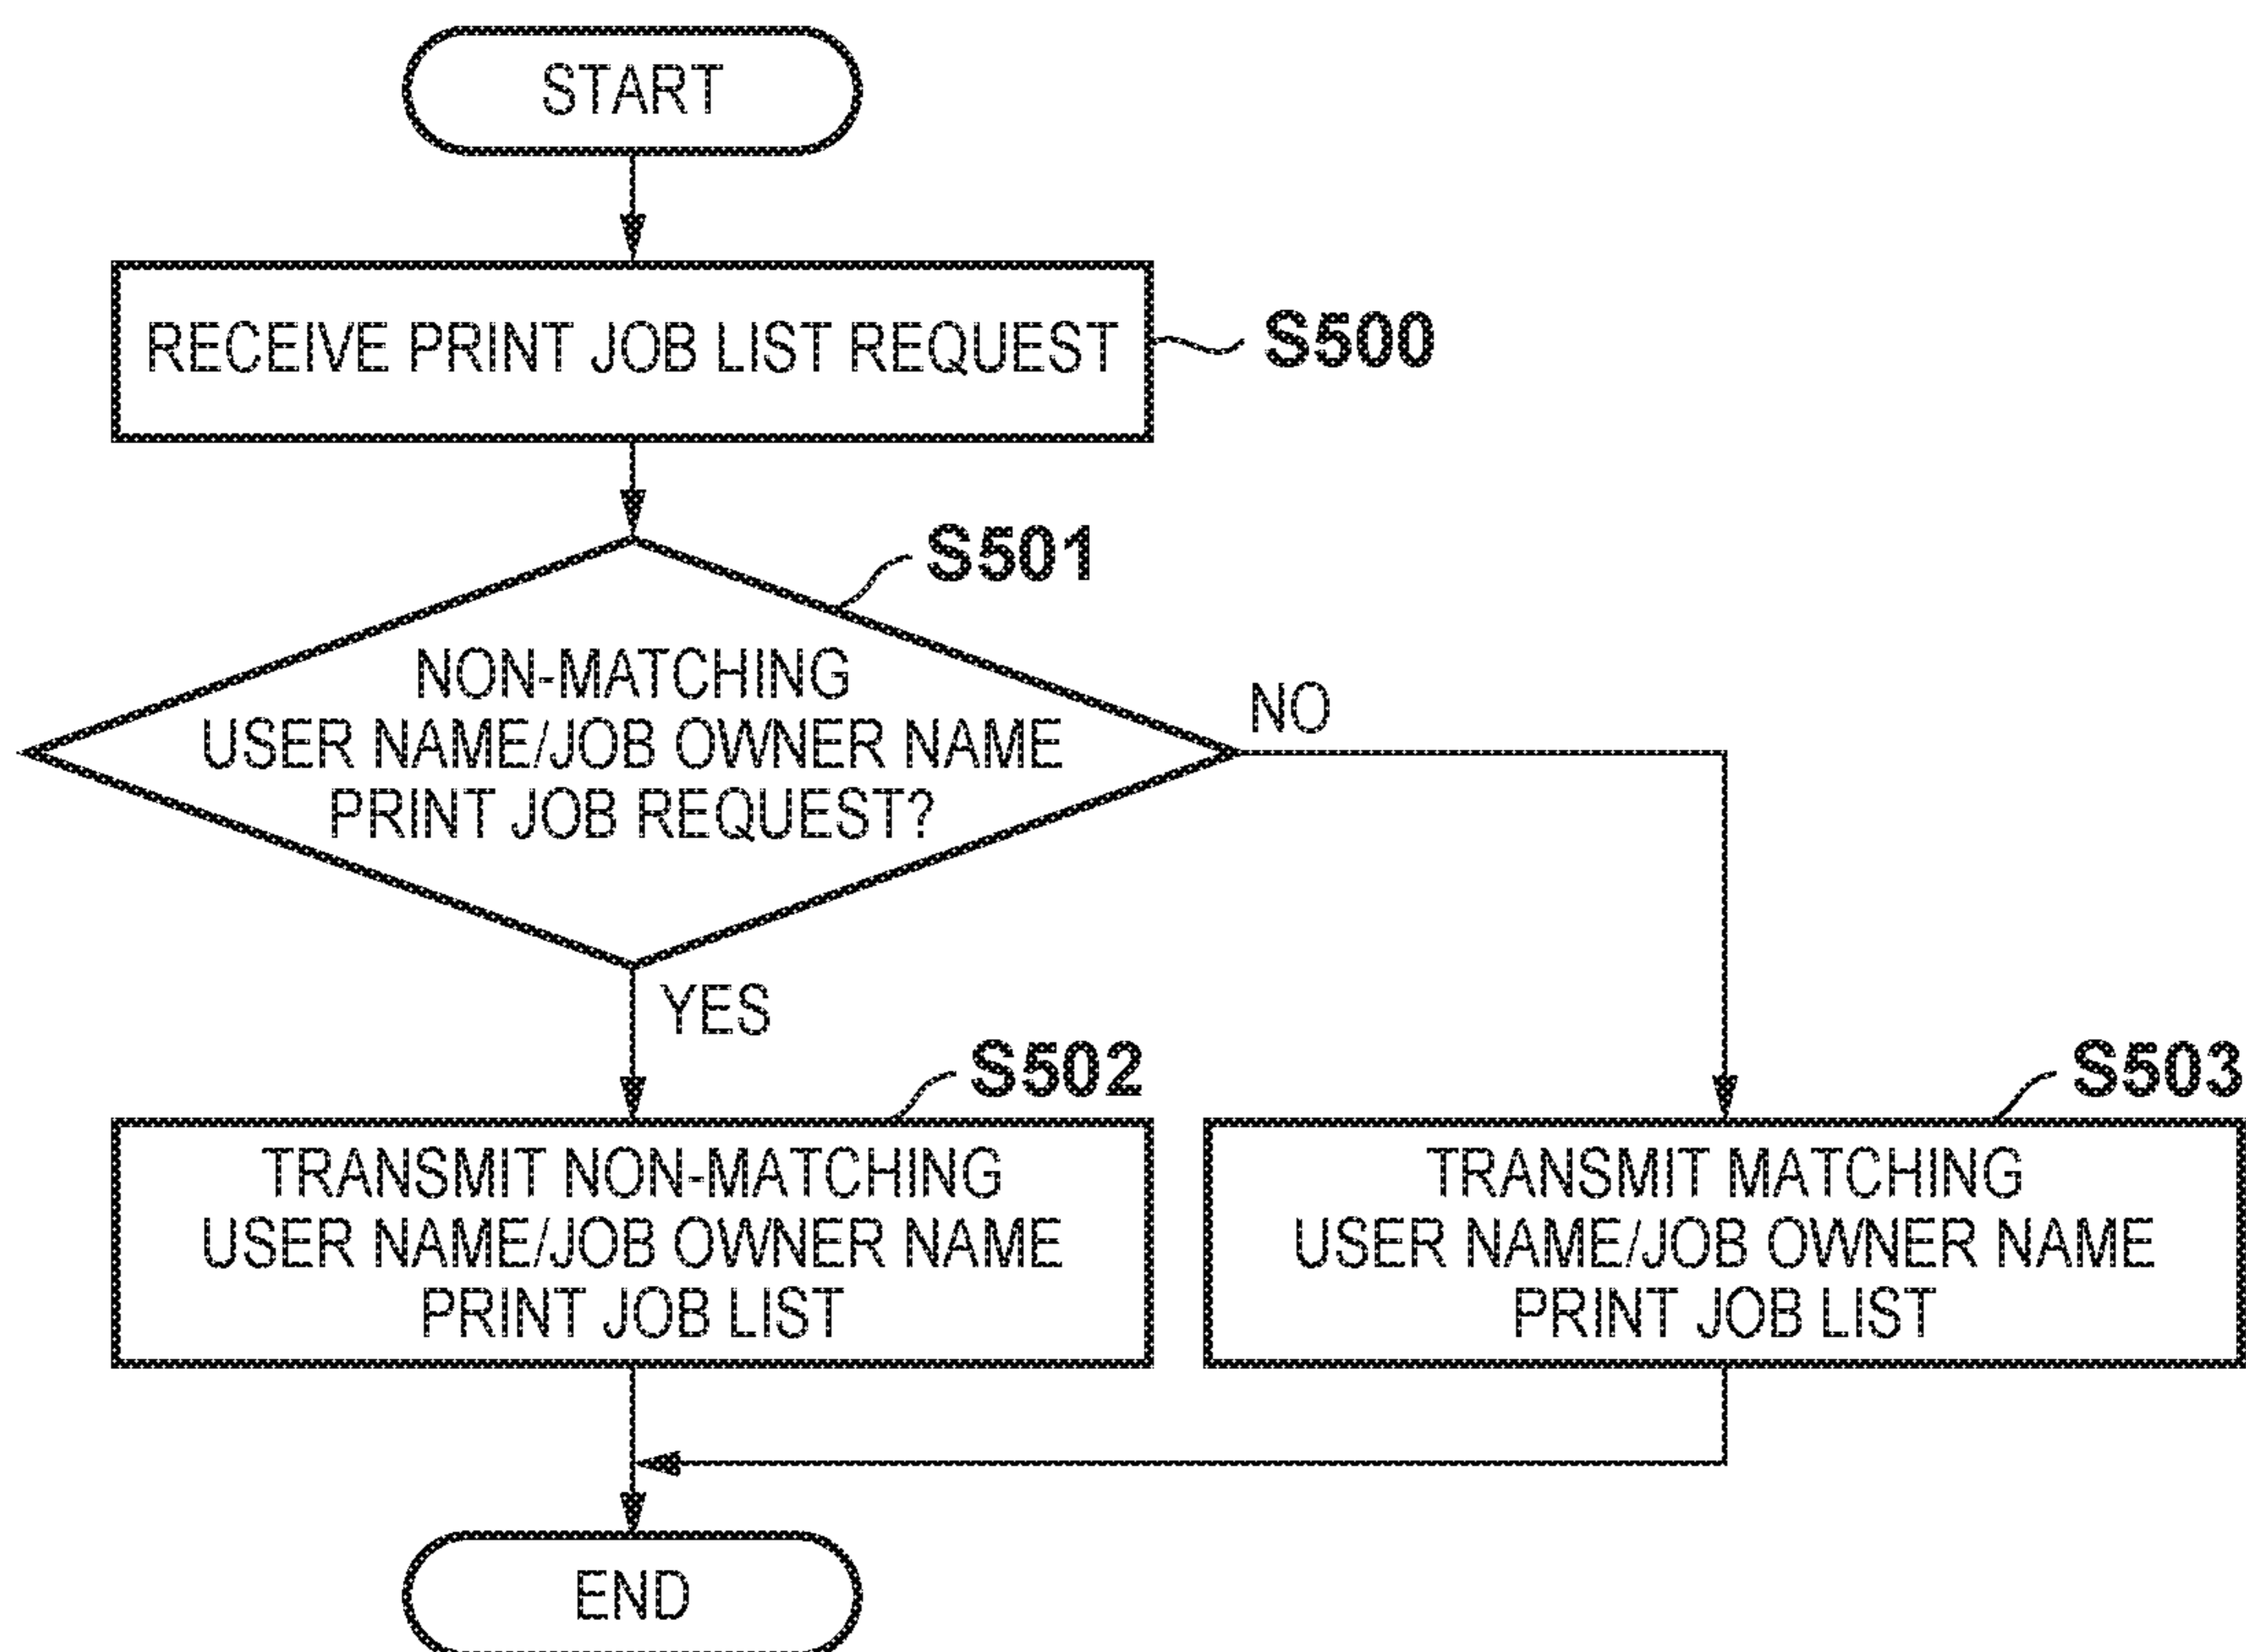 START
RECEIVE PRINT JOB LIST REQUEST
S500
S501
NON-MATCHING
USER NAME/JOB OWNER NAME
PRINT JOB REQUEST?
NO
YES
S502
TRANSMIT NON-MATCHING
USER NAME/JOB OWNER NAME
PRINT JOB LIST
S503
TRANSMIT MATCHING
USER NAME/JOB OWNER NAME
PRINT JOB LIST
END